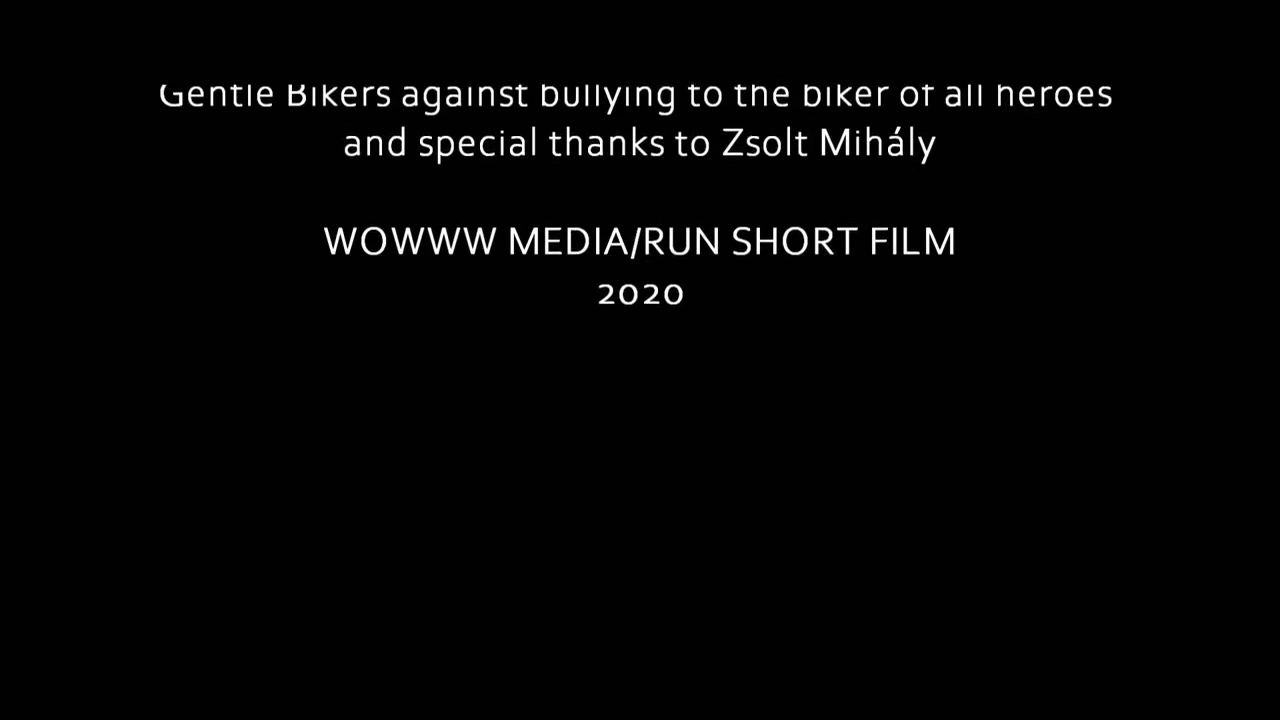 Gentle Bikers against bullying to the biker of all heroes
and special thanks to Zsolt Mihály
WOWWW MEDIA/RUN SHORT FILM
2020